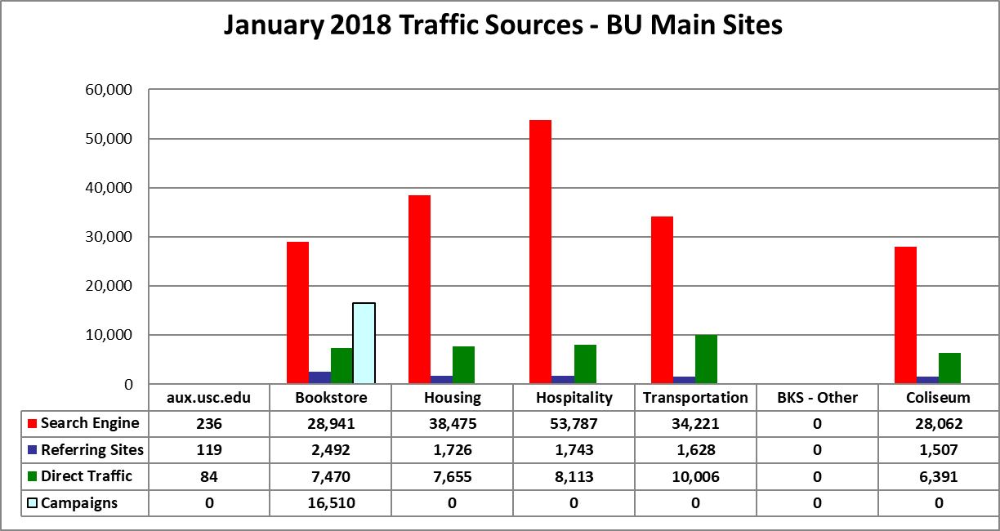 January 2018 Traffic Sources - BU Main Sites
60,000
50,000
40,000
30,000
20,000
10,000
0
aux.usc.edu Bookstore Housing Hospitality Transportation BKS - Other Coliseum
Search Engine 236 28,941 38,475 53,787 34,221 0 28,062
Referring Sites 119 2,492 1,726 1,743 1,628 0 1,507
Direct Traffic 84 7,470 7,655 8,113 10,006 0 6,391
Campaigns 0 16,510 0 0 0 0 0